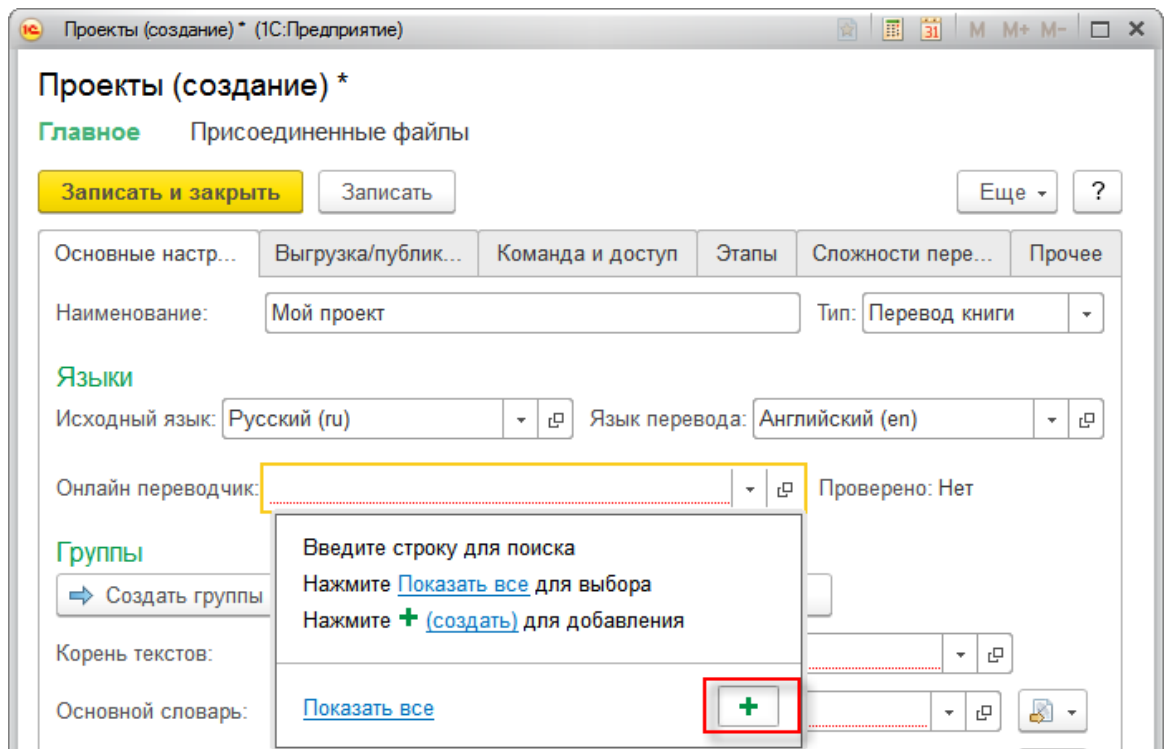 1С Проекты (создание) * (1С:Предприятие) 31 M M+ M-
Проекты (создание) *
Главное Присоединенные файлы
Записать и закрыть Записать Еще ?
Основные настр... Выгрузка/публик... Команда и доступ Этапы Сложности пере... Прочее
Наименование: Мой проект Тип: Перевод книги
Языки
Исходный язык: Русский (ru) Язык перевода: Английский (en)
Онлайн переводчик: Проверено: Нет
Введите строку для поиска
Группы
Нажмите Показать все для выбора
Создать группы
Нажмите + (создать) для добавления
Корень текстов:
Основной словарь: Показать все +